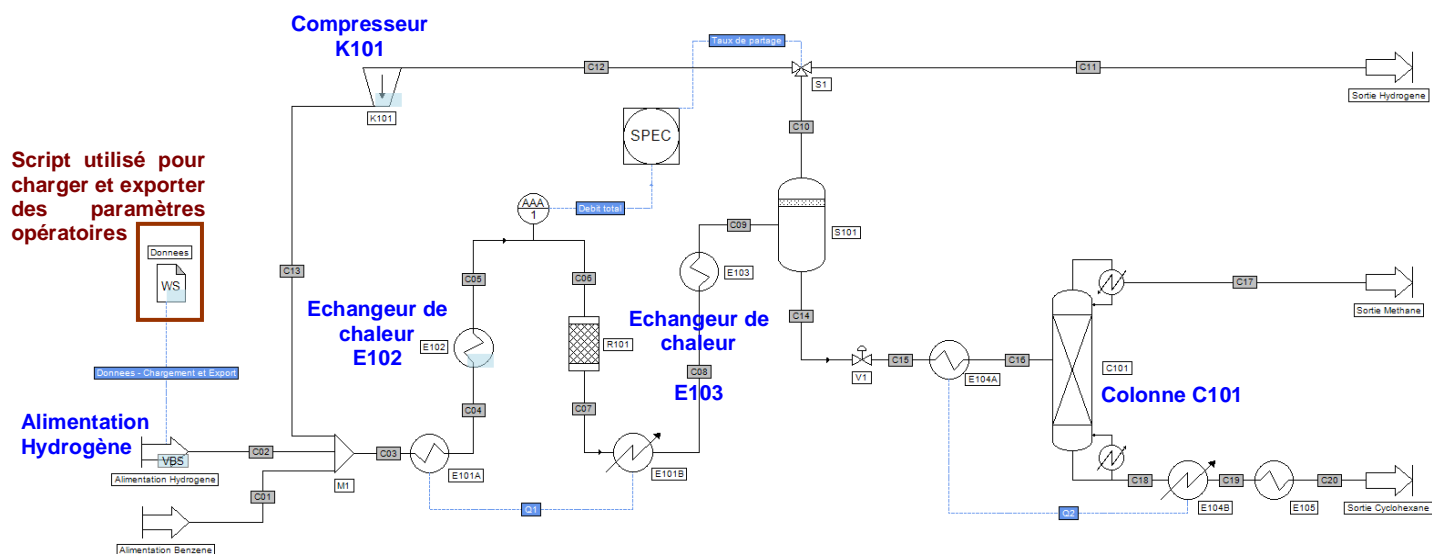 Compresseur
K101
Taux de partage
C12
C11
S1
Sortie Hydrogene
K101
C10
SPEC
Script utilisé pour
charger et exporter
des paramètres
opératoires
AAA
1
Debit total
C09
S101
Donnees
WS
C13
C05
C06
E103
Echangeur de
chaleur
E102
E102
R101
Echangeur de
chaleur
E103
C14
C17
Sortie Methane
Donnees - Chargement et Export
C04
C07
C08
V1
C15
E104A
C16
C101
Colonne C101
Alimentation
Hydrogène
VBS
Alimentation Hydrogene
C02
C03
M1
E101A
E101B
C01
Q1
C18
E104B
C19
E105
C20
Sortie Cyclohexane
Q2
Alimentation Benzene